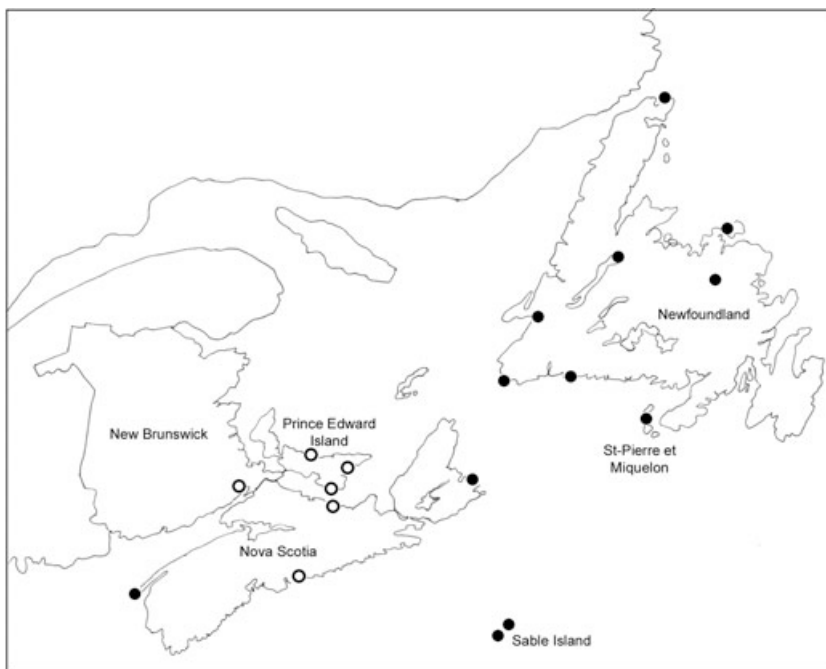 Newfoundland
Prince Edward
Island
New Brunswick
St-Pierre et
Miquelon
Nova Scotia
Sable Island